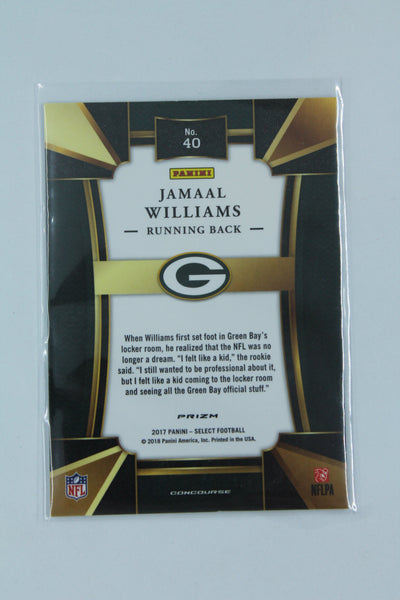 No.
40
PANINI
JAMAAL
WILLIAMS
RUNNING BACK
G
When Williams first set foot in Green Bay's
locker room, he realized that the NFL was no
longer a dream. "I felt like a kid," the rookie
said. "I still wanted to be professional about it,
but I felt like a kid coming to the locker room
and seeing all the Green Bay official stuff."
PRIZM
2017 PANINI – SELECT FOOTBALL
© 2018 Panini America, Inc. Printed in the USA.
NFL
CONCOURSE
NFLPA